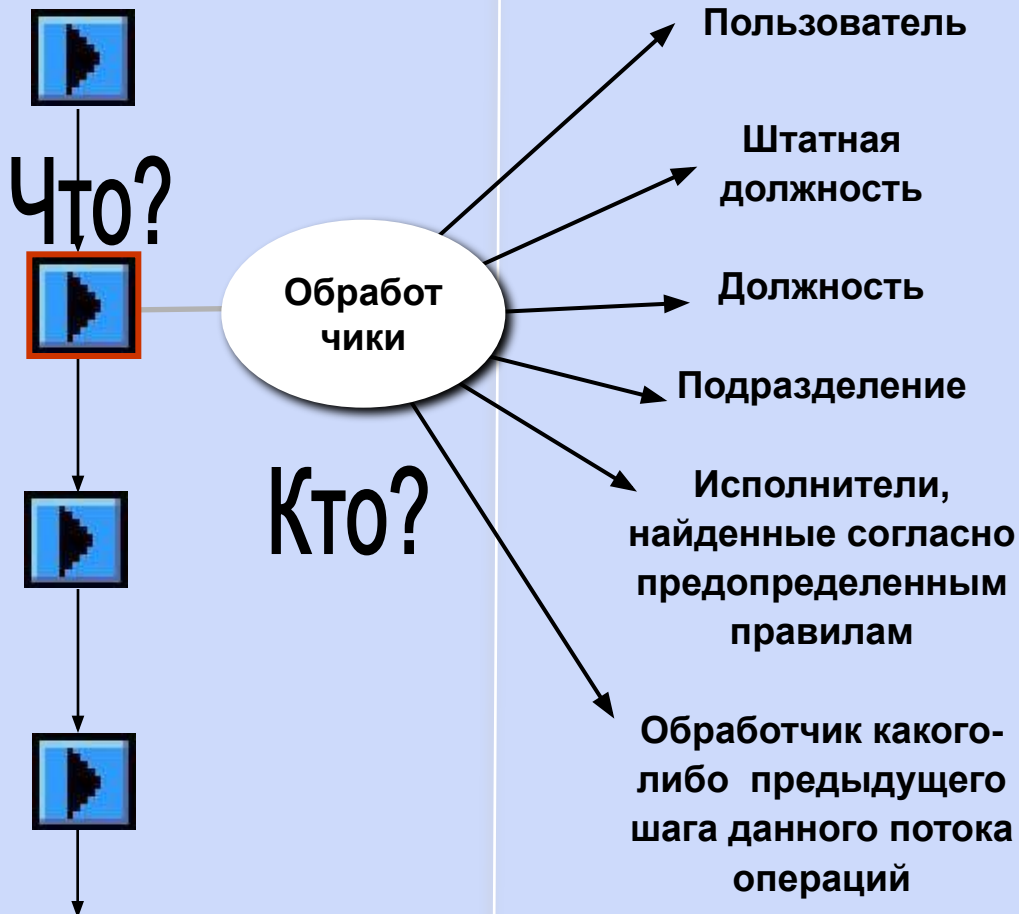 Что?
Обработ
чики
Кто?
Пользователь
Штатная
должность
Должность
Подразделение
Исполнители,
найденные согласно
предопределенным
правилам
Обработчик какого-
либо предыдущего
шага данного потока
операций